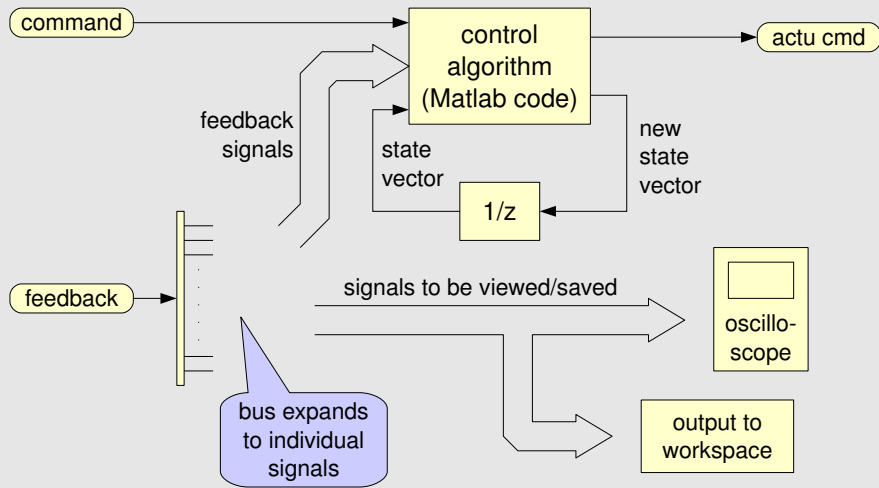 command
control
algorithm
(Matlab code)
actu cmd
feedback
signals
state
vector
new
state
vector
1/z
feedback
signals to be viewed/saved
oscillo-
scope
bus expands
to individual
signals
output to
workspace